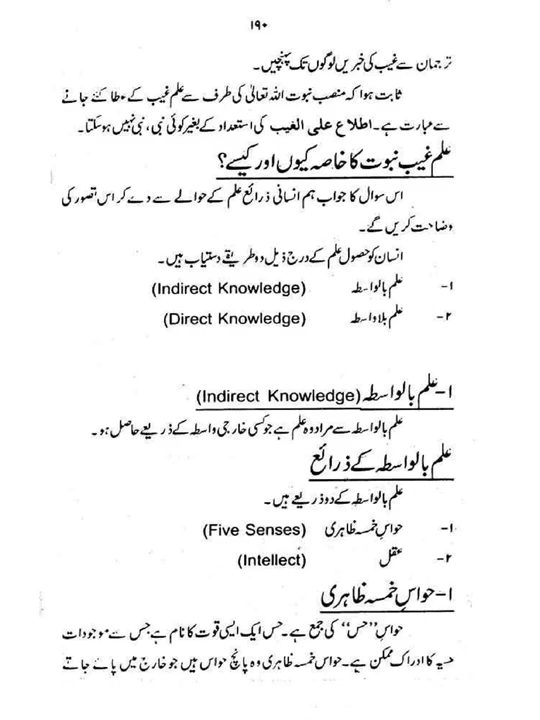 ۱۹۰
ترجمان سے غیب کی خبریں لوگوں تک پہنچیں۔
ثابت ہوا کہ منصب نبوت اللہ تعالیٰ کی طرف سے علم غیب کے عطا کئے جانے
سے عبارت ہے۔ اطلاع علی الغیب کی استعداد کے بغیر کوئی نبی، نبی نہیں ہوسکتا۔
علم غیب نبوت کا خاصہ کیوں اور کیسے؟
اس سوال کا جواب ہم انسانی ذرائع علم کے حوالے سے دے کر اس تصور کی
وضاحت کریں گے۔
انسان کو حصول علم کے درج ذیل دو طریقے دستیاب ہیں۔
۱- علم بالواسطہ (Indirect Knowledge)
۲- علم بلاواسطہ (Direct Knowledge)
۱- علم بالواسطہ (Indirect Knowledge)
علم بالواسطہ سے مراد وہ علم ہے جو کسی خارجی واسطہ کے ذریعے حاصل ہو۔
علم بالواسطہ کے ذرائع
علم بالواسطہ کے دو ذریعے ہیں۔
۱- حواسِ خمسہ ظاہری (Five Senses)
۲- عقل (Intellect)
۱- حواسِ خمسہ ظاہری
حواس ’’حس‘‘ کی جمع ہے۔ حس ایک ایسی قوت کا نام ہے جس سے موجودات
حسیہ کا ادراک ممکن ہے۔ حواس خمسہ ظاہری وہ پانچ حواس ہیں جو خارج میں پائے جاتے